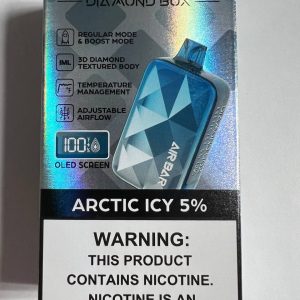 DIAMOND BOX
REGULAR MODE
& BOOST MODE
3D DIAMOND
TEXTURED BODY
TEMPERATURE
MANAGEMENT
ADJUSTABLE
AIRFLOW
100
OLED SCREEN
AIR BAR
ARCTIC ICY 5%
WARNING:
THIS PRODUCT
CONTAINS NICOTINE.
NICOTINE IS AN